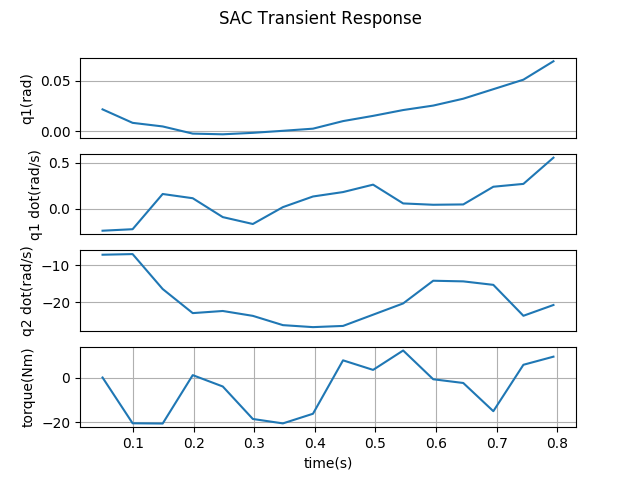 SAC Transient Response
q1(rad)
0.05
0.00
q1 dot(rad/s)
0.5
0.0
q2 dot(rad/s)
−10
−20
torque(Nm)
0
−20
0.1 0.2 0.3 0.4 0.5 0.6 0.7 0.8
time(s)